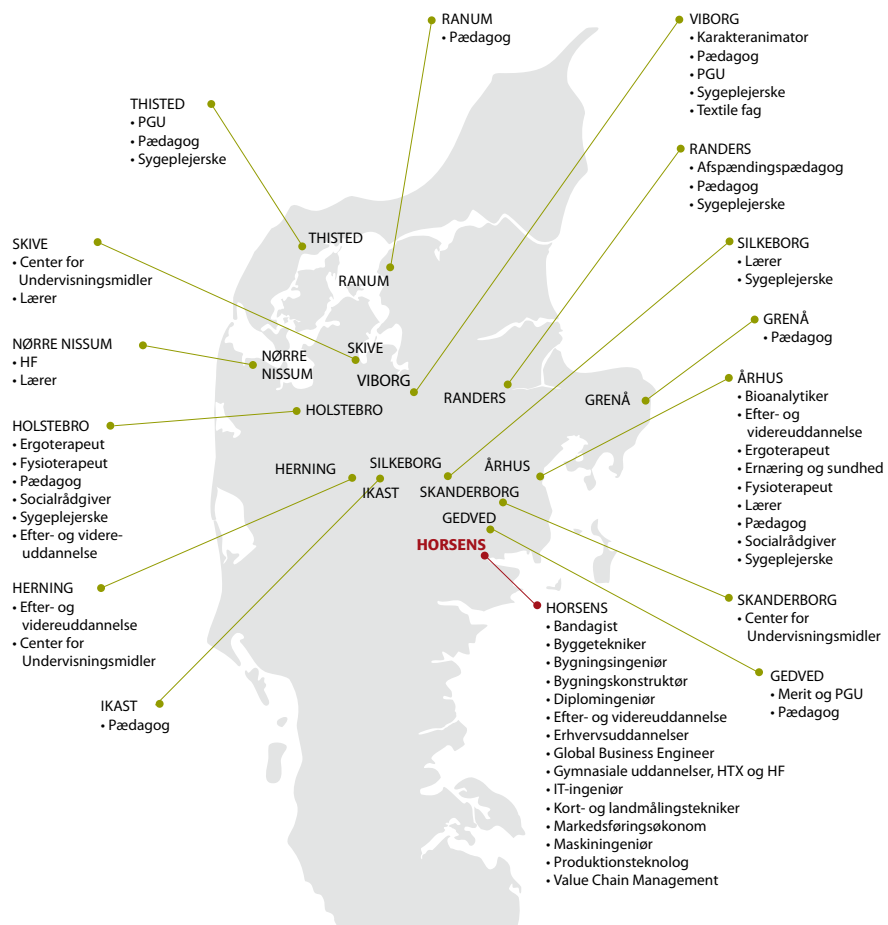 RANUM
• Pædagog
VIBORG
• Karakteranimator
• Pædagog
• PGU
• Sygeplejerske
• Textile fag
THISTED
• PGU
• Pædagog
• Sygeplejerske
RANDERS
• Afspændingspædagog
• Pædagog
• Sygeplejerske
SKIVE
• Center for
Undervisningsmidler
• Lærer
SILKEBORG
• Lærer
• Sygeplejerske
NØRRE NISSUM
• HF
• Lærer
GRENÅ
• Pædagog
HOLSTEBRO
• Ergoterapeut
• Fysioterapeut
• Pædagog
• Socialrådgiver
• Sygeplejerske
• Efter- og videre-
uddannelse
ÅRHUS
• Bioanalytiker
• Efter- og
videreuddannelse
• Ergoterapeut
• Ernæring og sundhed
• Fysioterapeut
• Lærer
• Pædagog
• Socialrådgiver
• Sygeplejerske
HERNING
• Efter- og
videreuddannelse
• Center for
Undervisningsmidler
SKANDERBORG
• Center for
Undervisningsmidler
IKAST
• Pædagog
GEDVED
• Merit og PGU
• Pædagog
HORSENS
• Bandagist
• Byggetekniker
• Bygningsingeniør
• Bygningskonstruktør
• Diplomingeniør
• Efter- og videreuddannelse
• Erhvervsuddannelser
• Global Business Engineer
• Gymnasiale uddannelser, HTX og HF
• IT-ingeniør
• Kort- og landmålingstekniker
• Markedsføringsøkonom
• Maskiningeniør
• Produktionsteknolog
• Value Chain Management
THISTED
RANUM
SKIVE
NØRRE
NISSUM
VIBORG
RANDERS
GRENÅ
HOLSTEBRO
HERNING
SILKEBORG
IKAST
ÅRHUS
SKANDERBORG
GEDVED
HORSENS